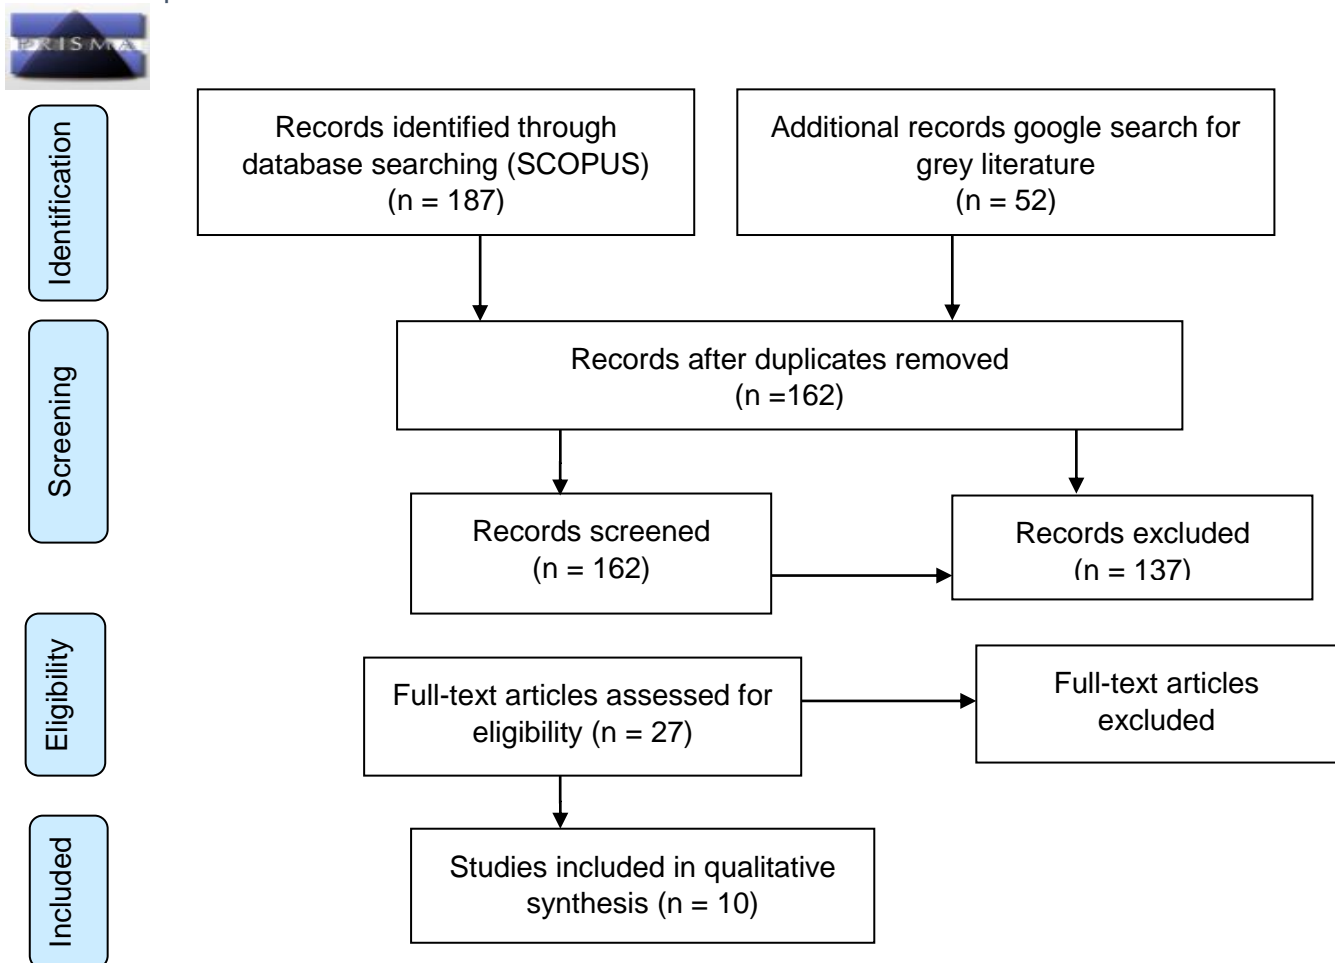 PRISMA
Identification
Records identified through
database searching (SCOPUS)
(n = 187)
Additional records google search for
grey literature
(n = 52)
Screening
Records after duplicates removed
(n =162)
Records screened
(n = 162)
Records excluded
(n = 137)
Eligibility
Full-text articles assessed for
eligibility (n = 27)
Full-text articles
excluded
Included
Studies included in qualitative
synthesis (n = 10)